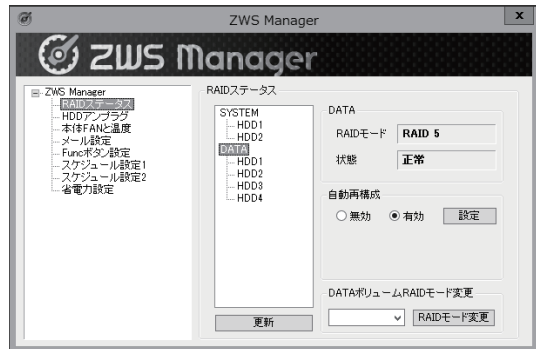 ZWS Manager
x
ZWS Manager
ZWS Manager
RAIDステータス
HDDアンプラグ
本体FANと温度
メール設定
Funcボタン設定
スケジュール設定1
スケジュール設定2
省電力設定
RAIDステータス
SYSTEM
HDD1
HDD2
DATA
HDD1
HDD2
HDD3
HDD4
更新
DATA
RAIDモード RAID 5
状態 正常
自動再構成
無効 有効 設定
DATAボリュームRAIDモード変更
RAIDモード変更